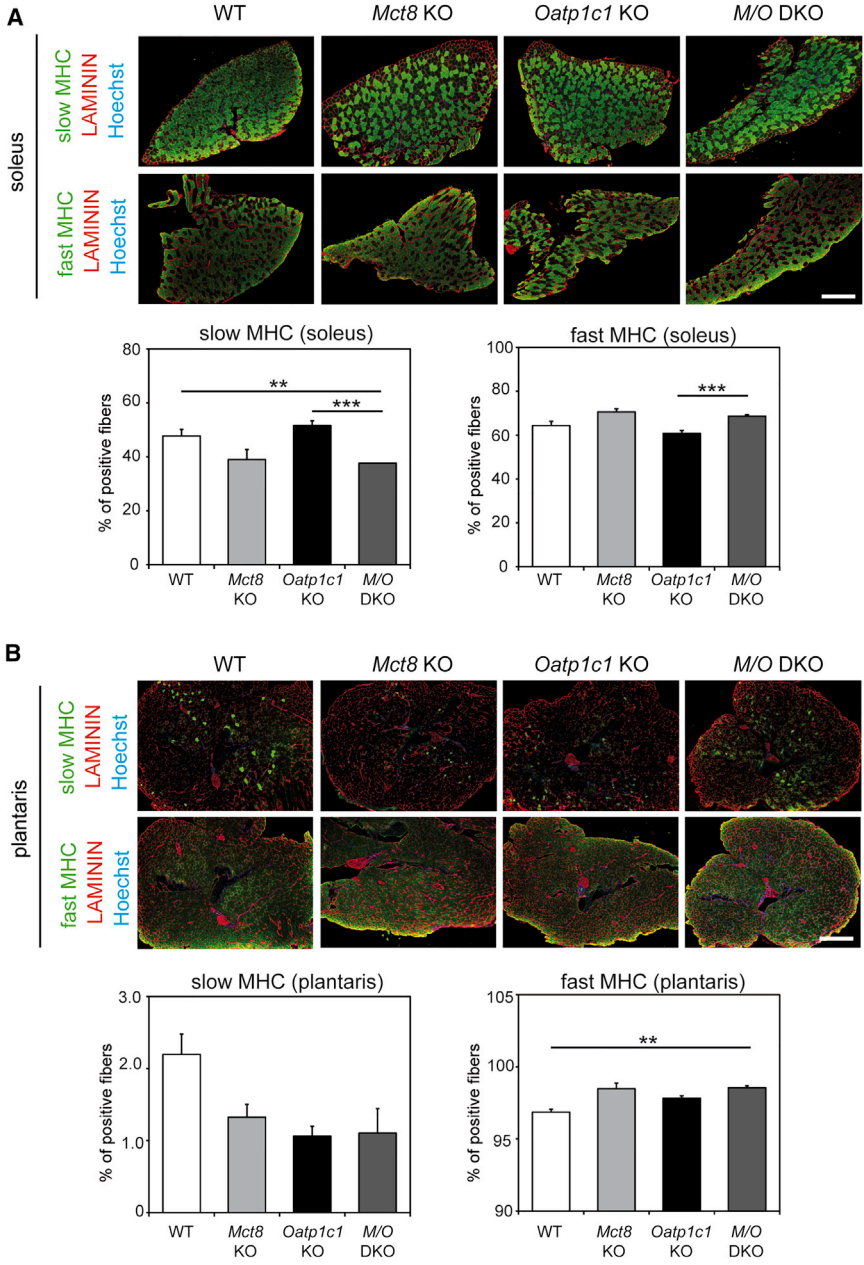 A
WT Mct8 KO Oatp1c1 KO M/O DKO
soleus
slow MHC
LAMININ
Hoechst
fast MHC
LAMININ
Hoechst
slow MHC (soleus)
% of positive fibers
80
60
40
20
0
**
***
WT Mct8 KO Oatp1c1 KO M/O DKO
fast MHC (soleus)
% of positive fibers
100
80
60
40
20
0
***
WT Mct8 KO Oatp1c1 KO M/O DKO
B
WT Mct8 KO Oatp1c1 KO M/O DKO
plantaris
slow MHC
LAMININ
Hoechst
fast MHC
LAMININ
Hoechst
slow MHC (plantaris)
% of positive fibers
3.0
2.0
1.0
0
WT Mct8 KO Oatp1c1 KO M/O DKO
fast MHC (plantaris)
% of positive fibers
105
100
95
90
**
WT Mct8 KO Oatp1c1 KO M/O DKO